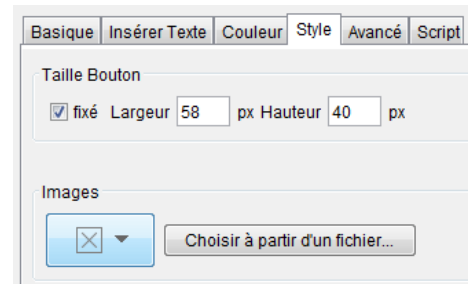 Basique Insérer Texte Couleur Style Avancé Script
Taille Bouton
fixé Largeur 58 px Hauteur 40 px
Images
Choisir à partir d'un fichier...